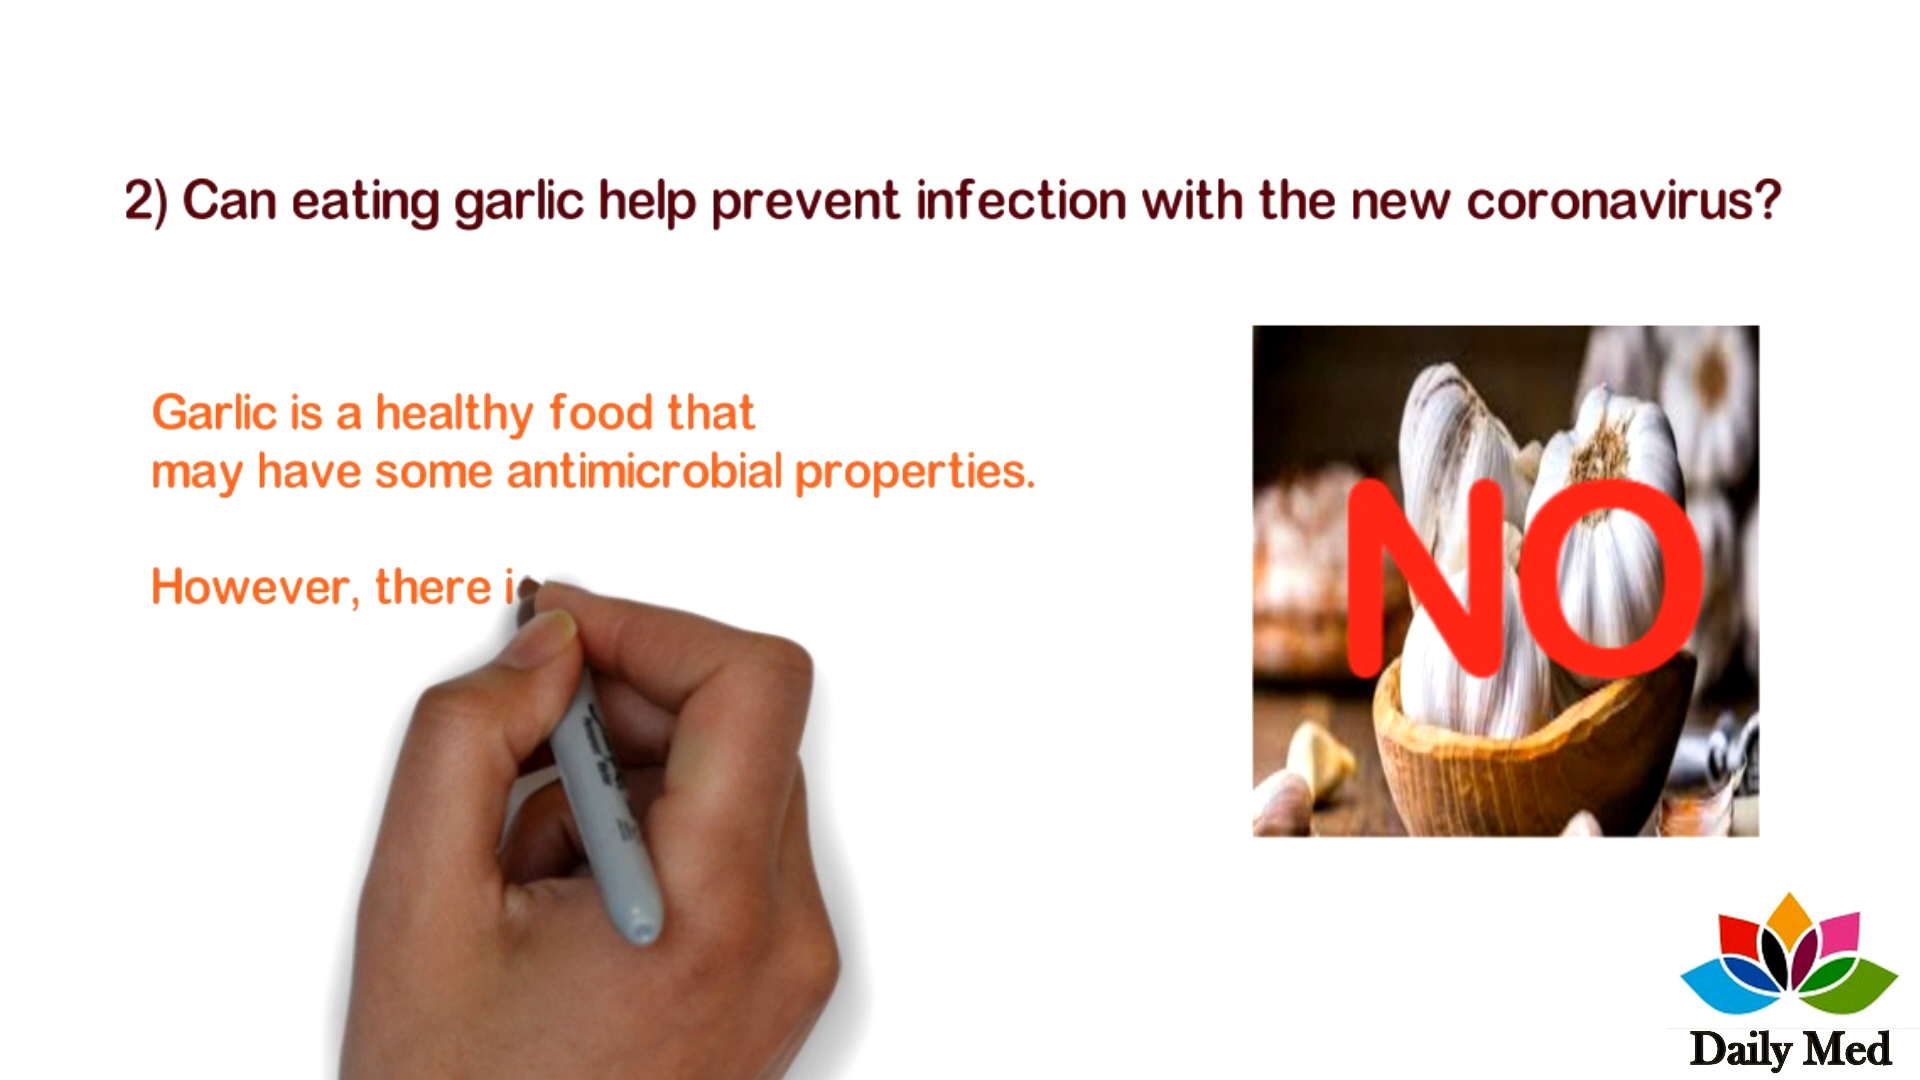 2) Can eating garlic help prevent infection with the new coronavirus?
Garlic is a healthy food that
may have some antimicrobial properties.
However, there i
NO
Daily Med